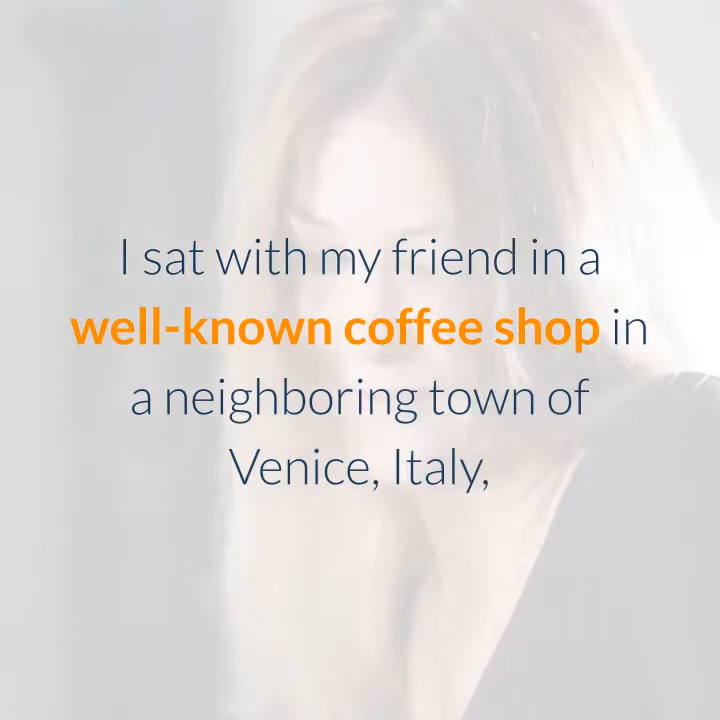 I sat with my friend in a
well-known coffee shop in
a neighboring town of
Venice, Italy,